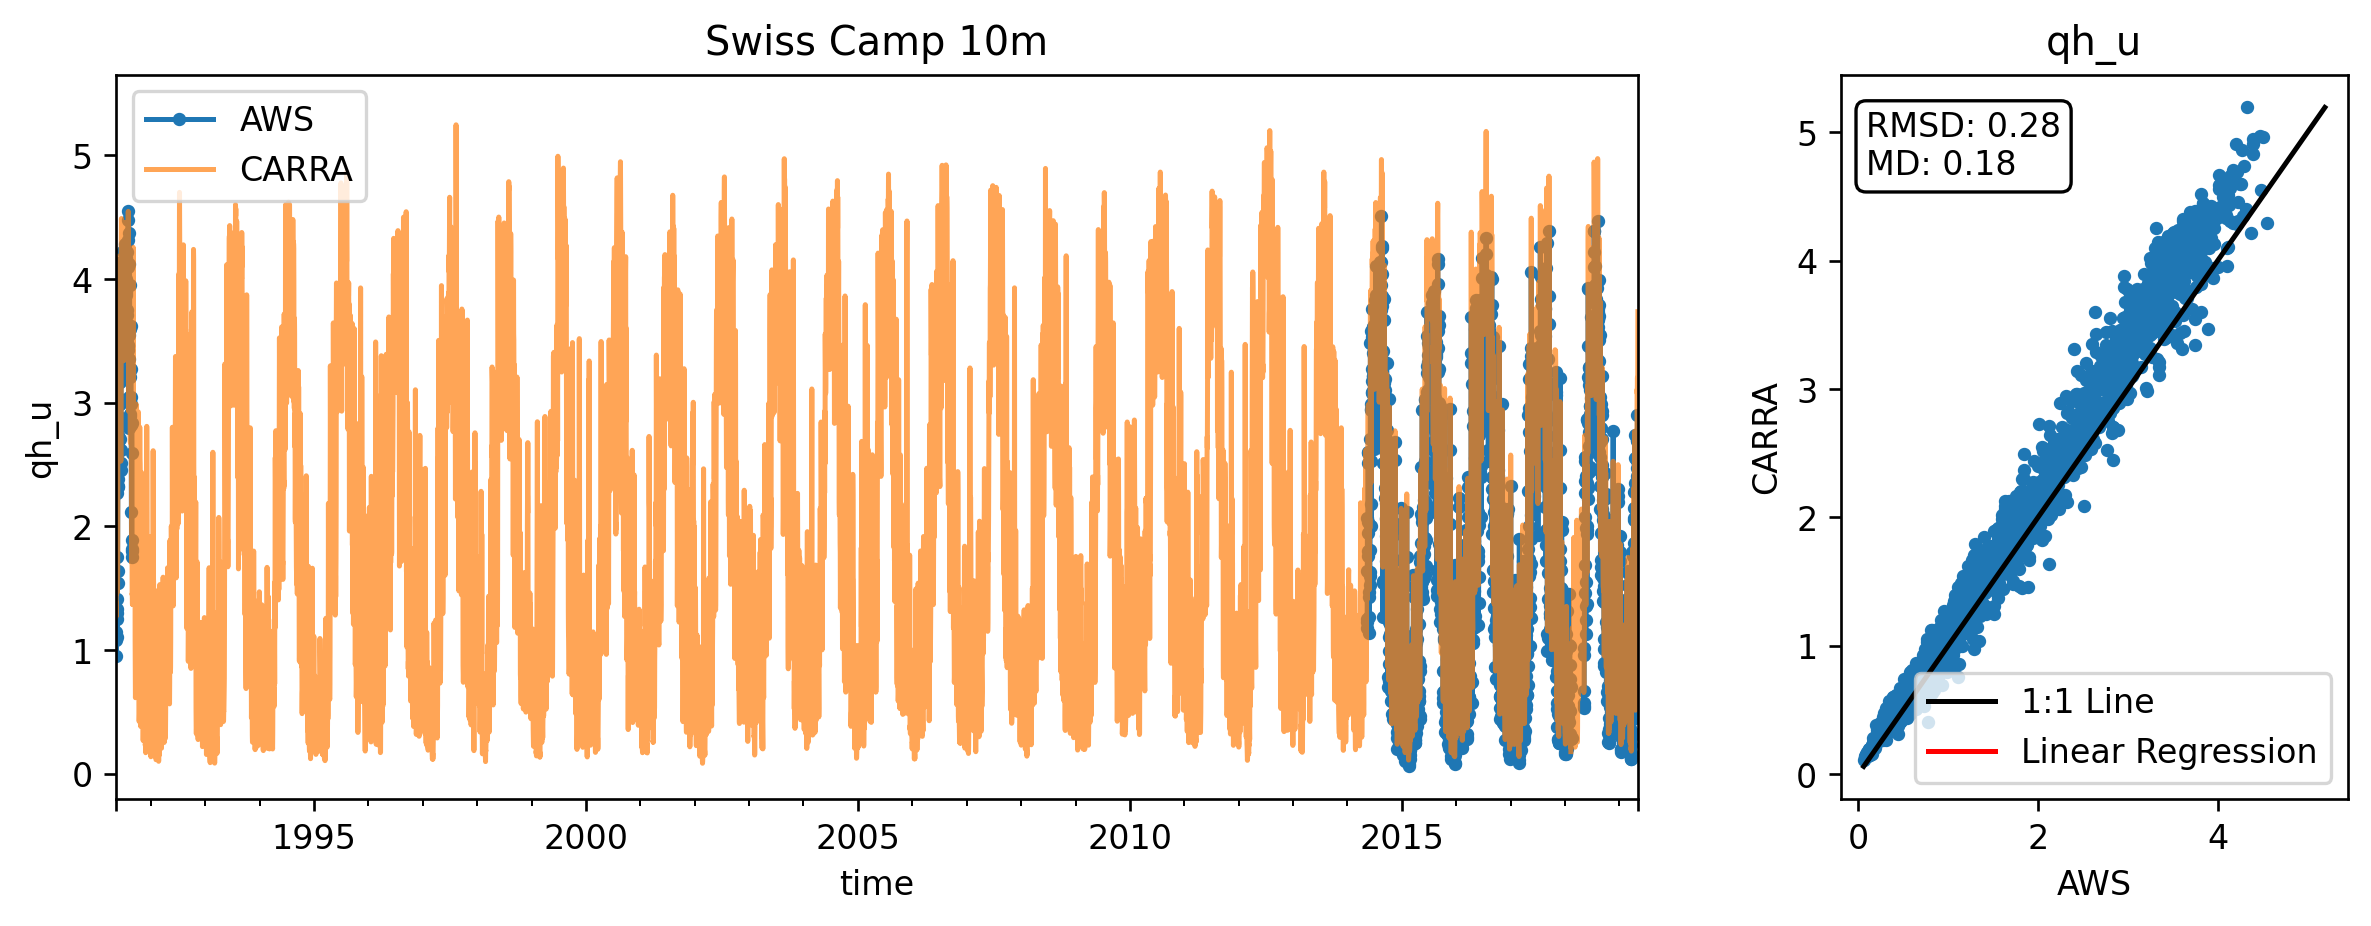 Swiss Camp 10m
AWS
CARRA
qh_u
5
4
3
2
1
0
1995
2000
2005
2010
2015
time
qh_u
RMSD: 0.28
MD: 0.18
CARRA
5
4
3
2
1
0
1:1 Line
Linear Regression
0
2
4
AWS